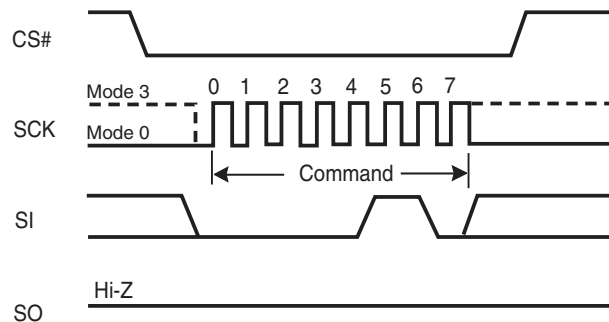 CS#
Mode 3
0 1 2 3 4 5 6 7
SCK
Mode 0
Command
SI
Hi-Z
SO